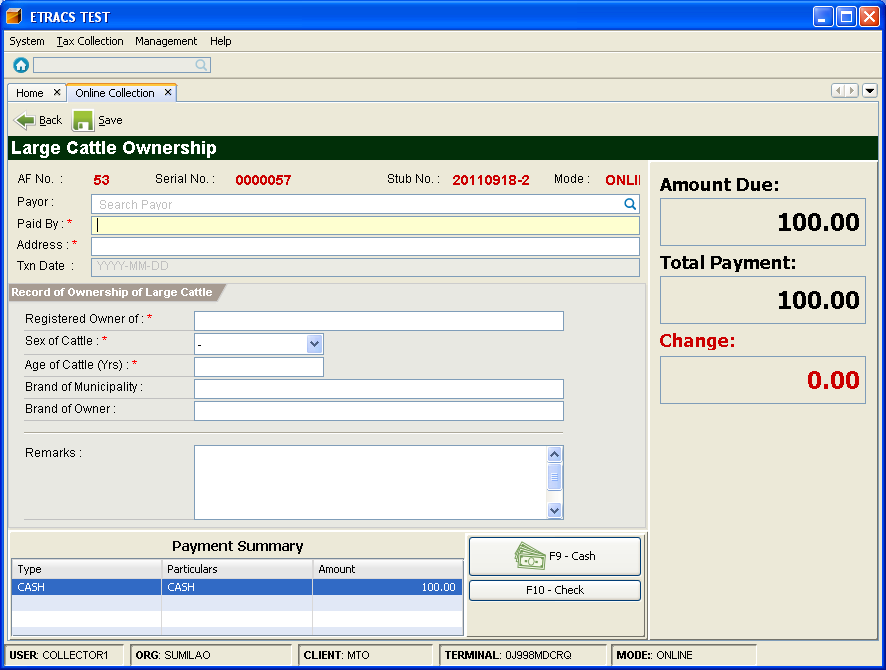 ETRACS TEST
System Tax Collection Management Help
Home Online Collection
Back Save
Large Cattle Ownership
AF No. : 53 Serial No. : 0000057 Stub No. : 20110918-2 Mode : ONLI
Payor : Search Payor
Paid By : *
Address : *
Txn Date : YYYY-MM-DD
Record of Ownership of Large Cattle
Registered Owner of : *
Sex of Cattle : * -
Age of Cattle (Yrs) : *
Brand of Municipality :
Brand of Owner :
Remarks :
Amount Due:
100.00
Total Payment:
100.00
Change:
0.00
Payment Summary
Type Particulars Amount
CASH CASH 100.00
F9 - Cash
F10 - Check
USER: COLLECTOR1 ORG: SUMILAO CLIENT: MTO TERMINAL: 0J998MDCRQ MODE: ONLINE